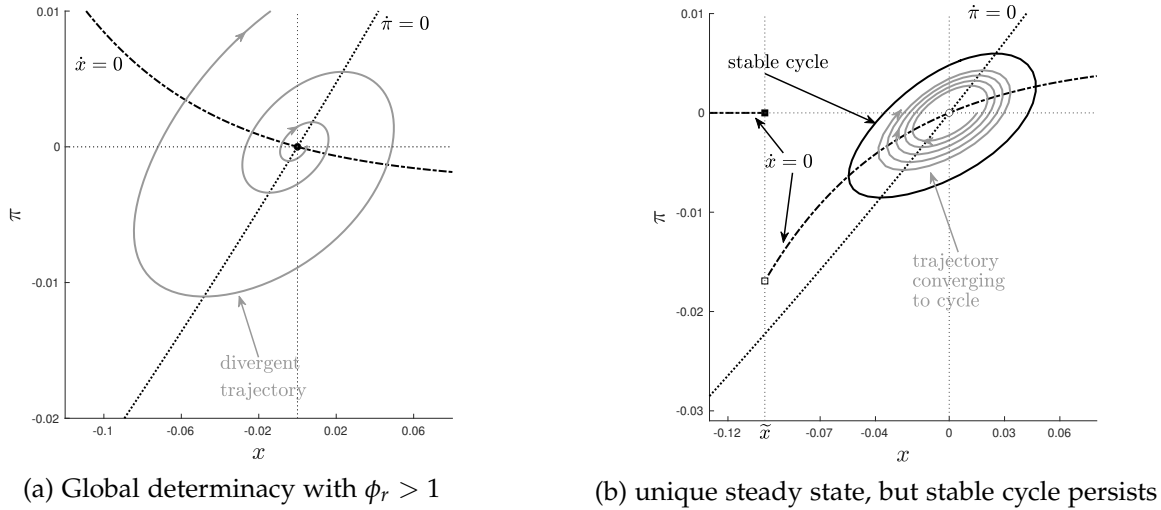 0.01
π̇ = 0
ẋ = 0
0
π
-0.01
divergent
trajectory
-0.02
-0.1
-0.06
-0.02
0.02
0.06
x
(a) Global determinacy with ϕr > 1
0.01
π̇ = 0
stable cycle
0
ẋ = 0
-0.01
π
trajectory
converging
to cycle
-0.02
-0.03
-0.12
x̃
-0.07
-0.04
0
0.03
0.06
x
(b) unique steady state, but stable cycle persists